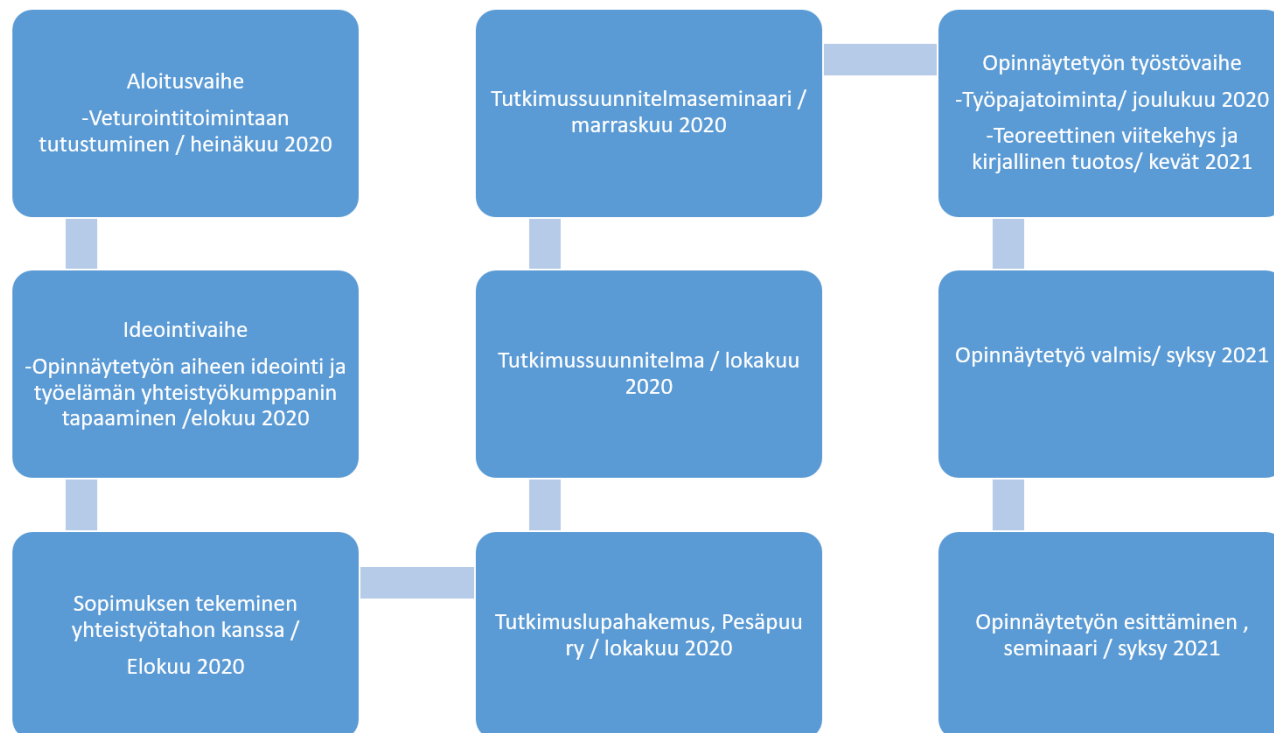 Aloitusvaihe
-Veturointitoimintaan
tutustuminen / heinäkuu 2020
Ideointivaihe
-Opinnäytetyön aiheen ideointi ja
työelämän yhteistyökumppanin
tapaaminen /elokuu 2020
Sopimuksen tekeminen
yhteistyötahon kanssa /
Elokuu 2020
Tutkimuslupahakemus, Pesäpuu
ry / lokakuu 2020
Tutkimussuunnitelma / lokakuu
2020
Tutkimussuunnitelmaseminaari /
marraskuu 2020
Opinnäytetyön työstövaihe
-Työpajatoiminta/ joulukuu 2020
-Teoreettinen viitekehys ja
kirjallinen tuotos/ kevät 2021
Opinnäytetyö valmis/ syksy 2021
Opinnäytetyön esittäminen ,
seminaari / syksy 2021